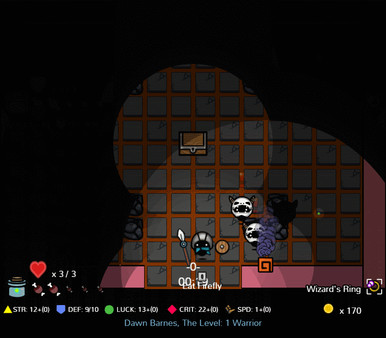 -0-
Eat Firefly
Wizard's Ring
x 3 / 3
STR: 12+(0) DEF: 9/10 LUCK: 13+(0) CRIT: 22+(0) SPD: 1+(0) x 170
Dawn Barnes, The Level: 1 Warrior